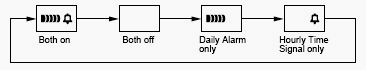 Both on
Both off
Daily Alarm
only
Hourly Time
Signal only